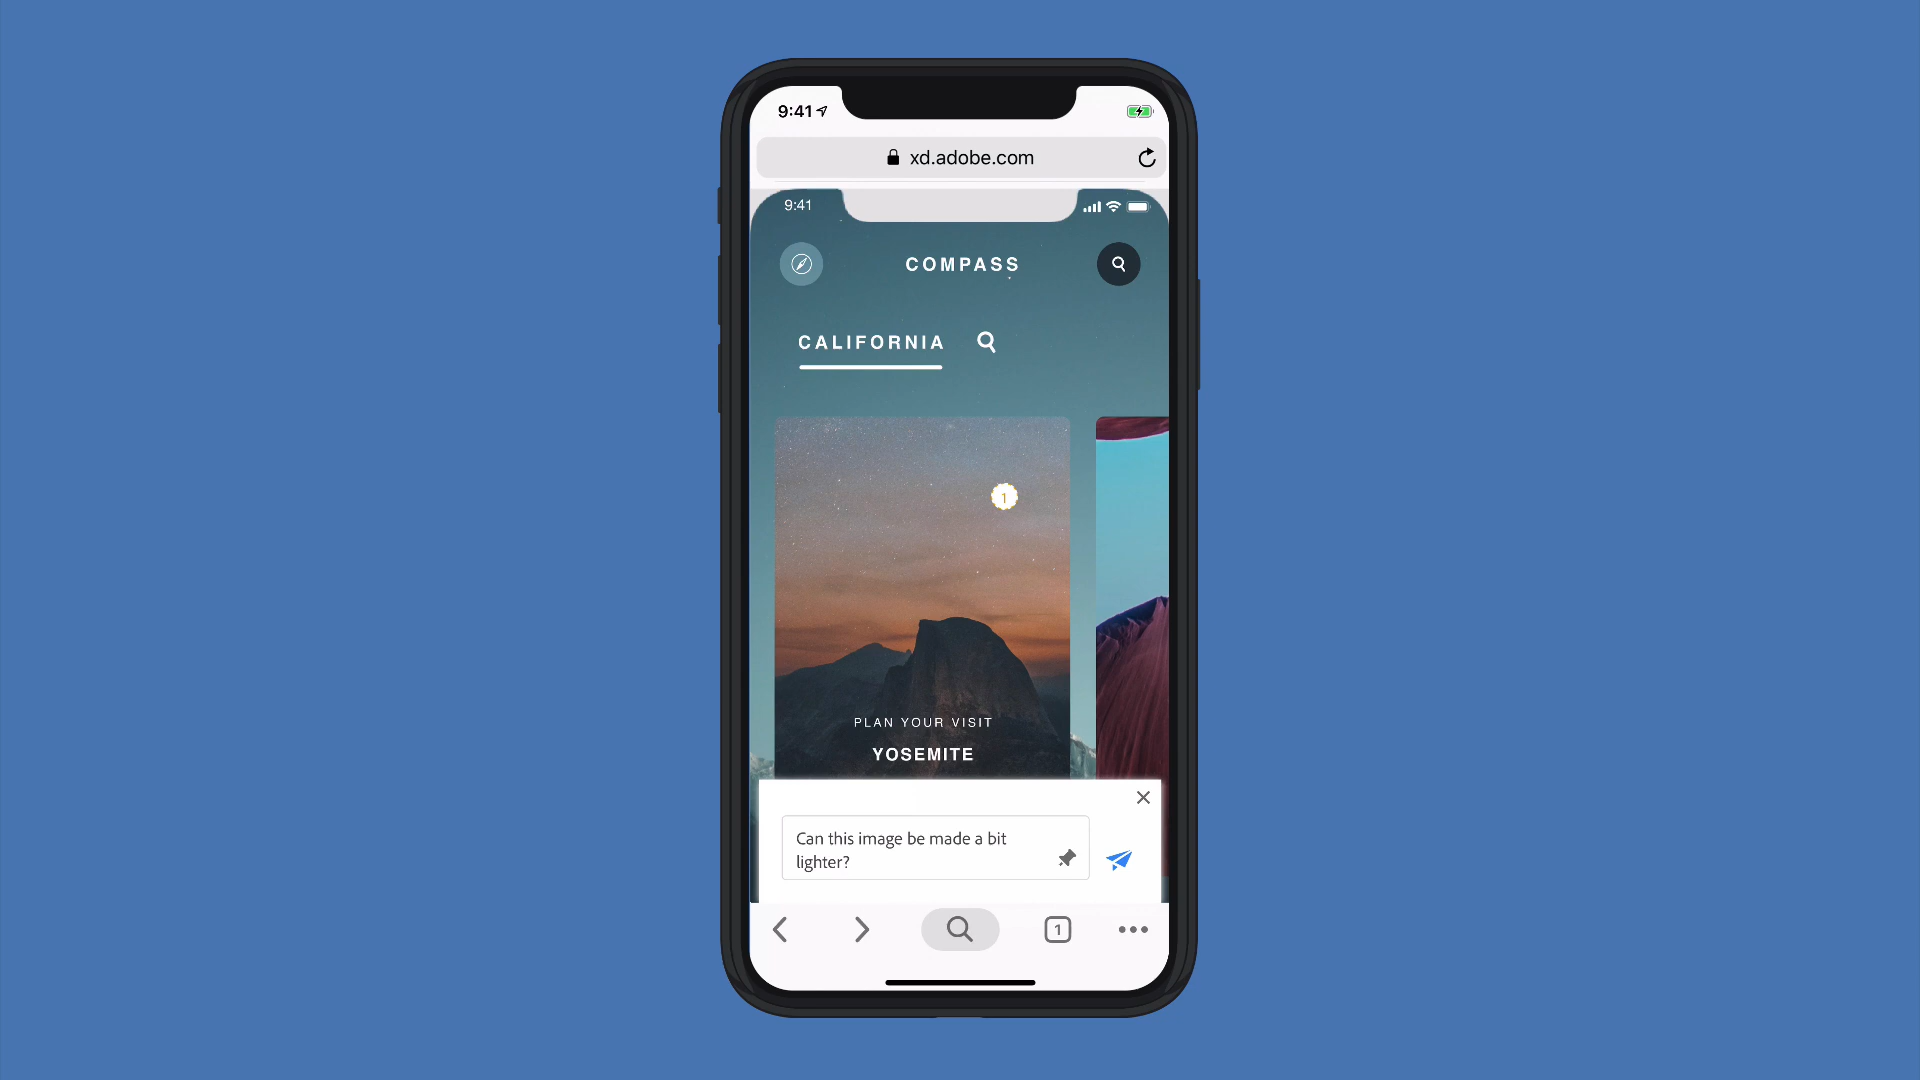 9:41
xd.adobe.com
9:41
COMPASS
CALIFORNIA
1
PLAN YOUR VISIT
YOSEMITE
Can this image be made a bit
lighter?
1